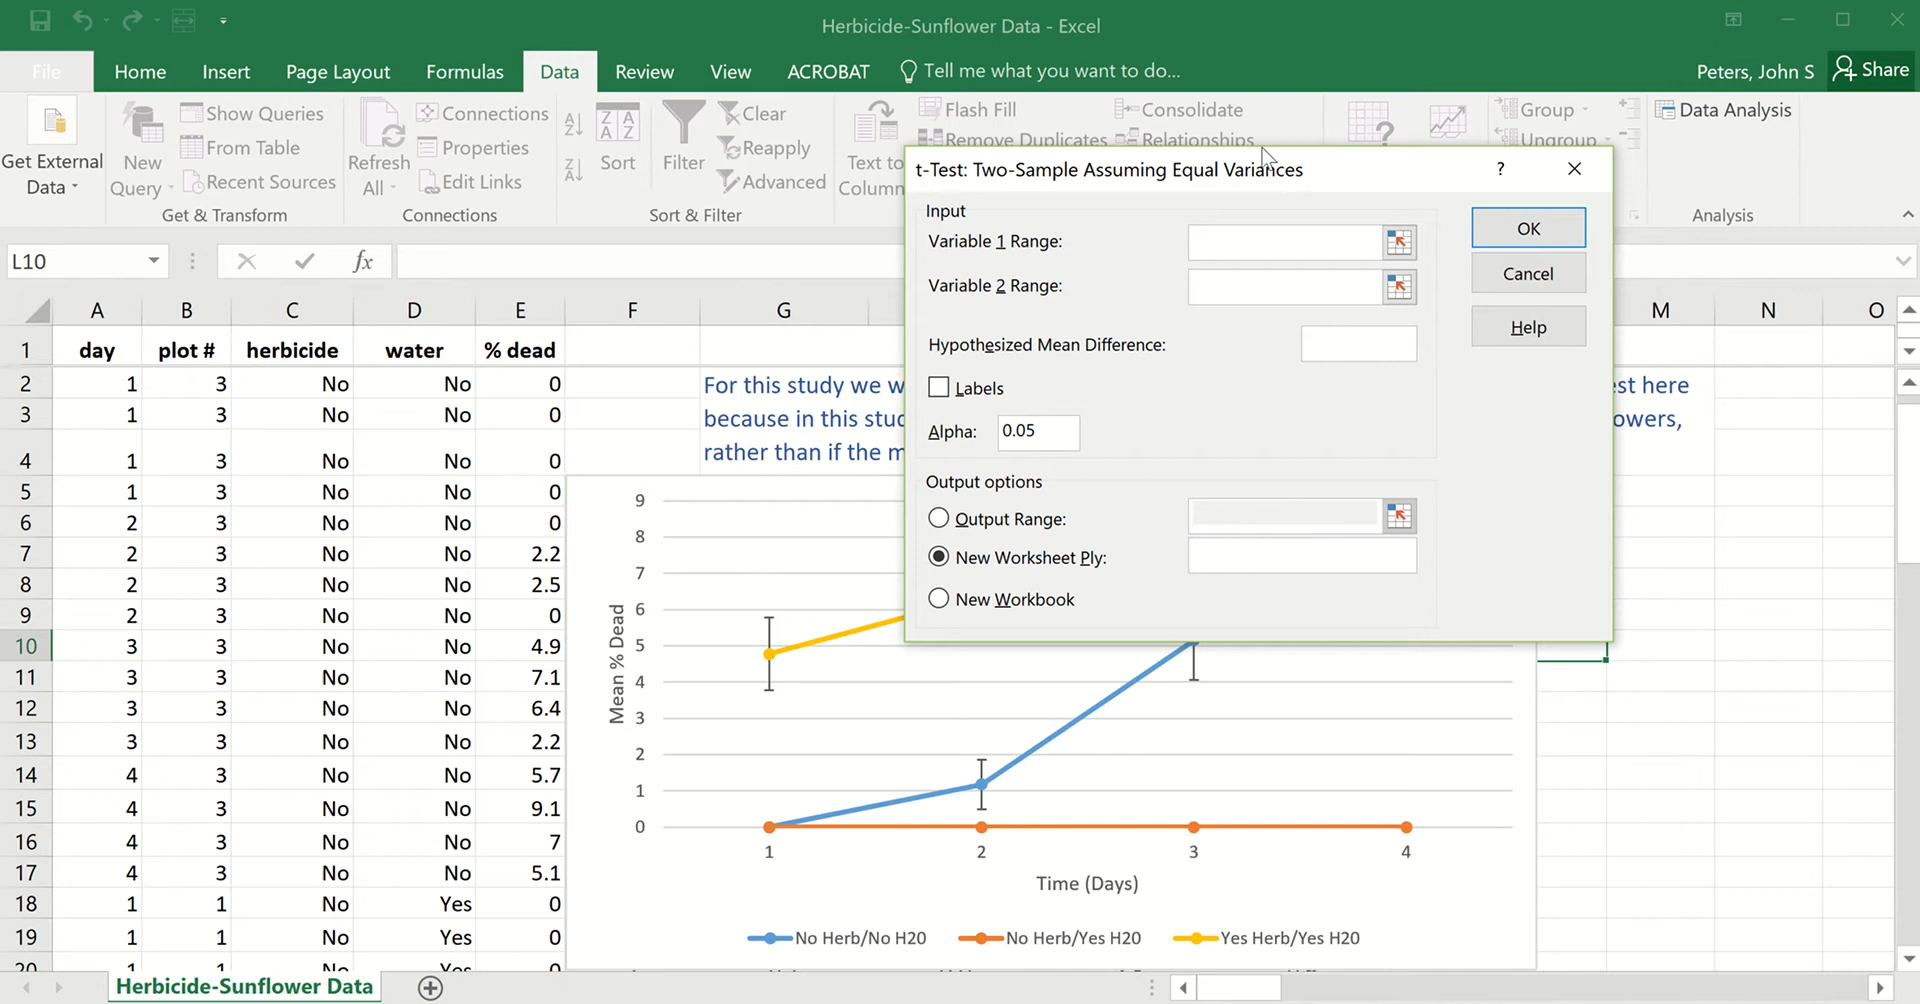 Herbicide-Sunflower Data - Excel
File Home Insert Page Layout Formulas Data Review View ACROBAT Tell me what you want to do... Peters, John S Share
Get External Data
New Query
Show Queries
From Table
Recent Sources
Get & Transform
Refresh All
Connections
Properties
Edit Links
Connections
Sort
Filter
Clear
Reapply
Advanced
Sort & Filter
Text to
Column
Flash Fill
Remove Duplicates
Consolidate
Relationships
Group
Ungroup
Data Analysis
Analysis
L10 fx
t-Test: Two-Sample Assuming Equal Variances ?
Input
Variable 1 Range:
Variable 2 Range:
Hypothesized Mean Difference:
Labels
Alpha: 0.05
Output options
Output Range:
New Worksheet Ply:
New Workbook
OK
Cancel
Help
A B C D E F G M N O
1 day plot # herbicide water % dead
2 1 3 No No 0
3 1 3 No No 0
4 1 3 No No 0
5 1 3 No No 0
6 2 3 No No 0
7 2 3 No No 2.2
8 2 3 No No 2.5
9 2 3 No No 0
10 3 3 No No 4.9
11 3 3 No No 7.1
12 3 3 No No 6.4
13 3 3 No No 2.2
14 4 3 No No 5.7
15 4 3 No No 9.1
16 4 3 No No 7
17 4 3 No No 5.1
18 1 1 No Yes 0
19 1 1 No Yes 0
20 1 1 No Yes 0
For this study we w st here
because in this stud owers,
rather than if the m
9
8
7
6
5
4
3
2
1
0
Mean % Dead
1 2 3 4
Time (Days)
No Herb/No H20 No Herb/Yes H20 Yes Herb/Yes H20
Herbicide-Sunflower Data